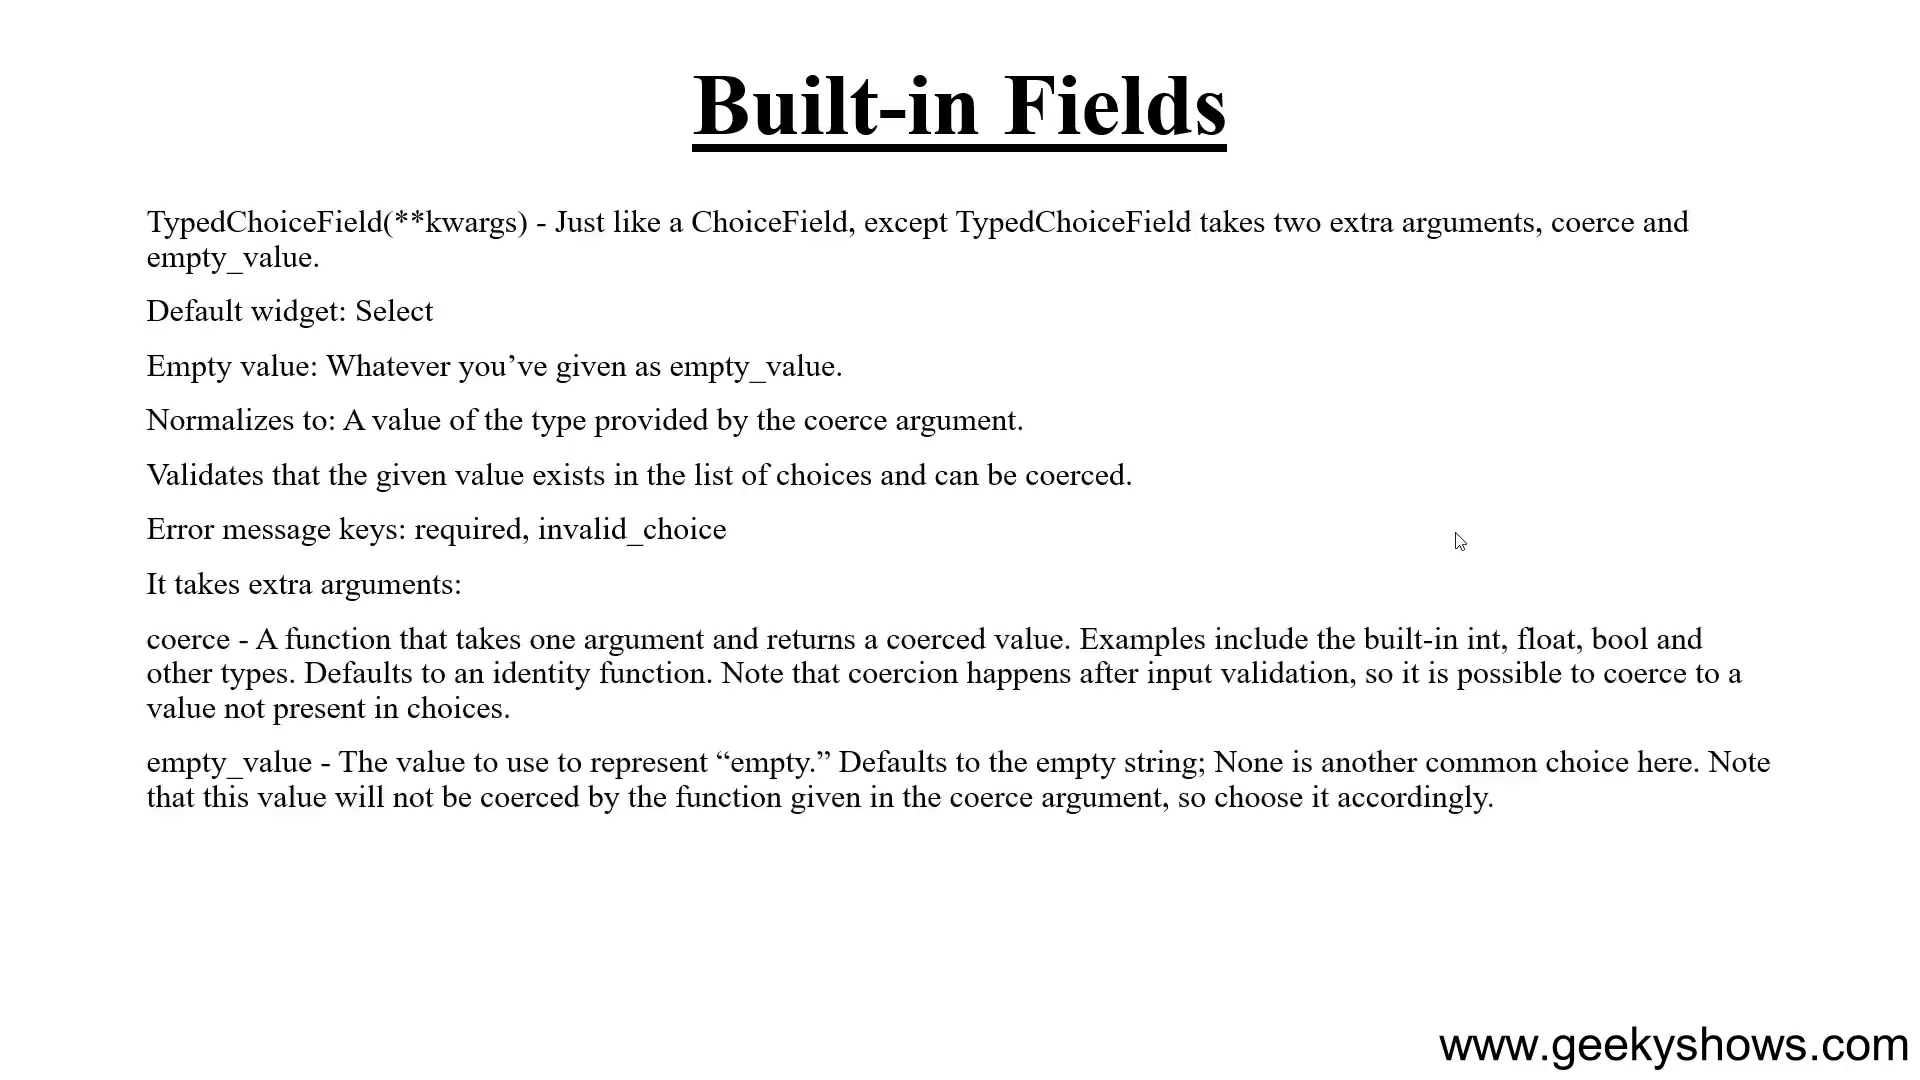 Built-in Fields
TypedChoiceField(**kwargs) - Just like a ChoiceField, except TypedChoiceField takes two extra arguments, coerce and
empty_value.
Default widget: Select
Empty value: Whatever you’ve given as empty_value.
Normalizes to: A value of the type provided by the coerce argument.
Validates that the given value exists in the list of choices and can be coerced.
Error message keys: required, invalid_choice
It takes extra arguments:
coerce - A function that takes one argument and returns a coerced value. Examples include the built-in int, float, bool and
other types. Defaults to an identity function. Note that coercion happens after input validation, so it is possible to coerce to a
value not present in choices.
empty_value - The value to use to represent “empty.” Defaults to the empty string; None is another common choice here. Note
that this value will not be coerced by the function given in the coerce argument, so choose it accordingly.
www.geekyshows.com